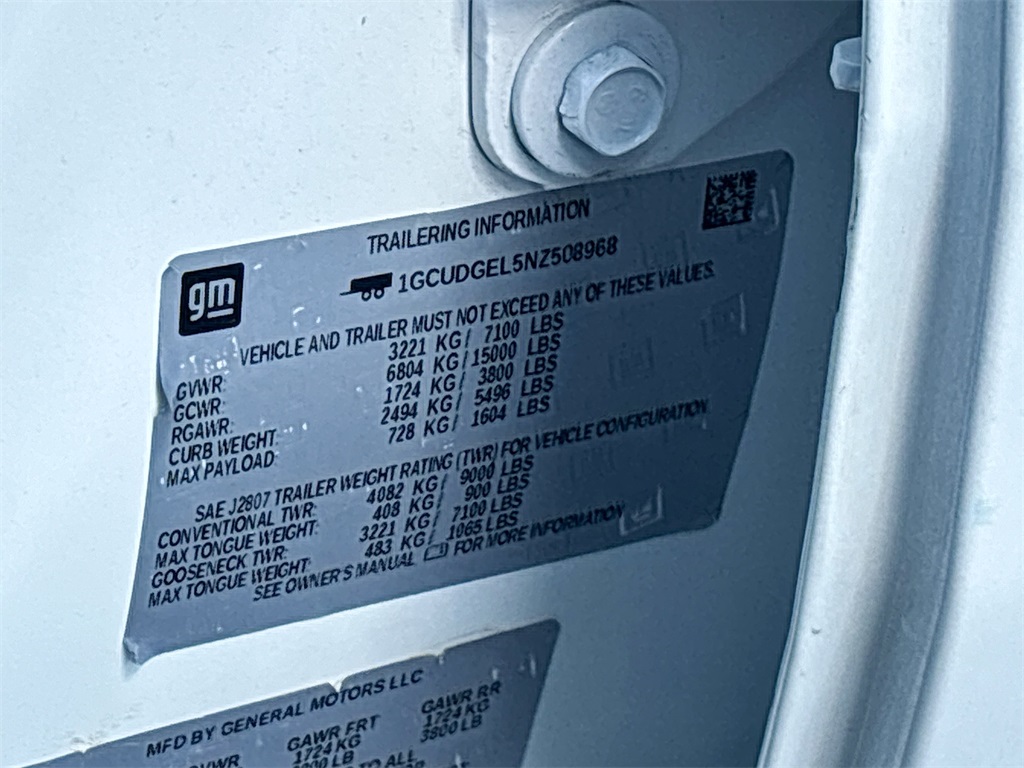 TRAILERING INFORMATION
gm
1GCUDGEL5NZ508968
VEHICLE AND TRAILER MUST NOT EXCEED ANY OF THESE VALUES.
GVWR: 3221 KG/ 7100 LBS
GCWR: 6804 KG/15000 LBS
RGAWR: 1724 KG/ 3800 LBS
CURB WEIGHT: 2494 KG/ 5496 LBS
MAX PAYLOAD: 728 KG/ 1604 LBS
SAE J2807 TRAILER WEIGHT RATING (TWR) FOR VEHICLE CONFIGURATION
CONVENTIONAL TWR: 4082 KG/ 9000 LBS
MAX TONGUE WEIGHT: 408 KG/ 900 LBS
GOOSENECK TWR: 3221 KG/ 7100 LBS
MAX TONGUE WEIGHT: 483 KG/ 1065 LBS
SEE OWNER'S MANUAL FOR MORE INFORMATION
MFD BY GENERAL MOTORS LLC
GVWR GAWR FRT GAWR RR
1724 KG 1724 KG
3800 LB 3800 LB
TO ALL